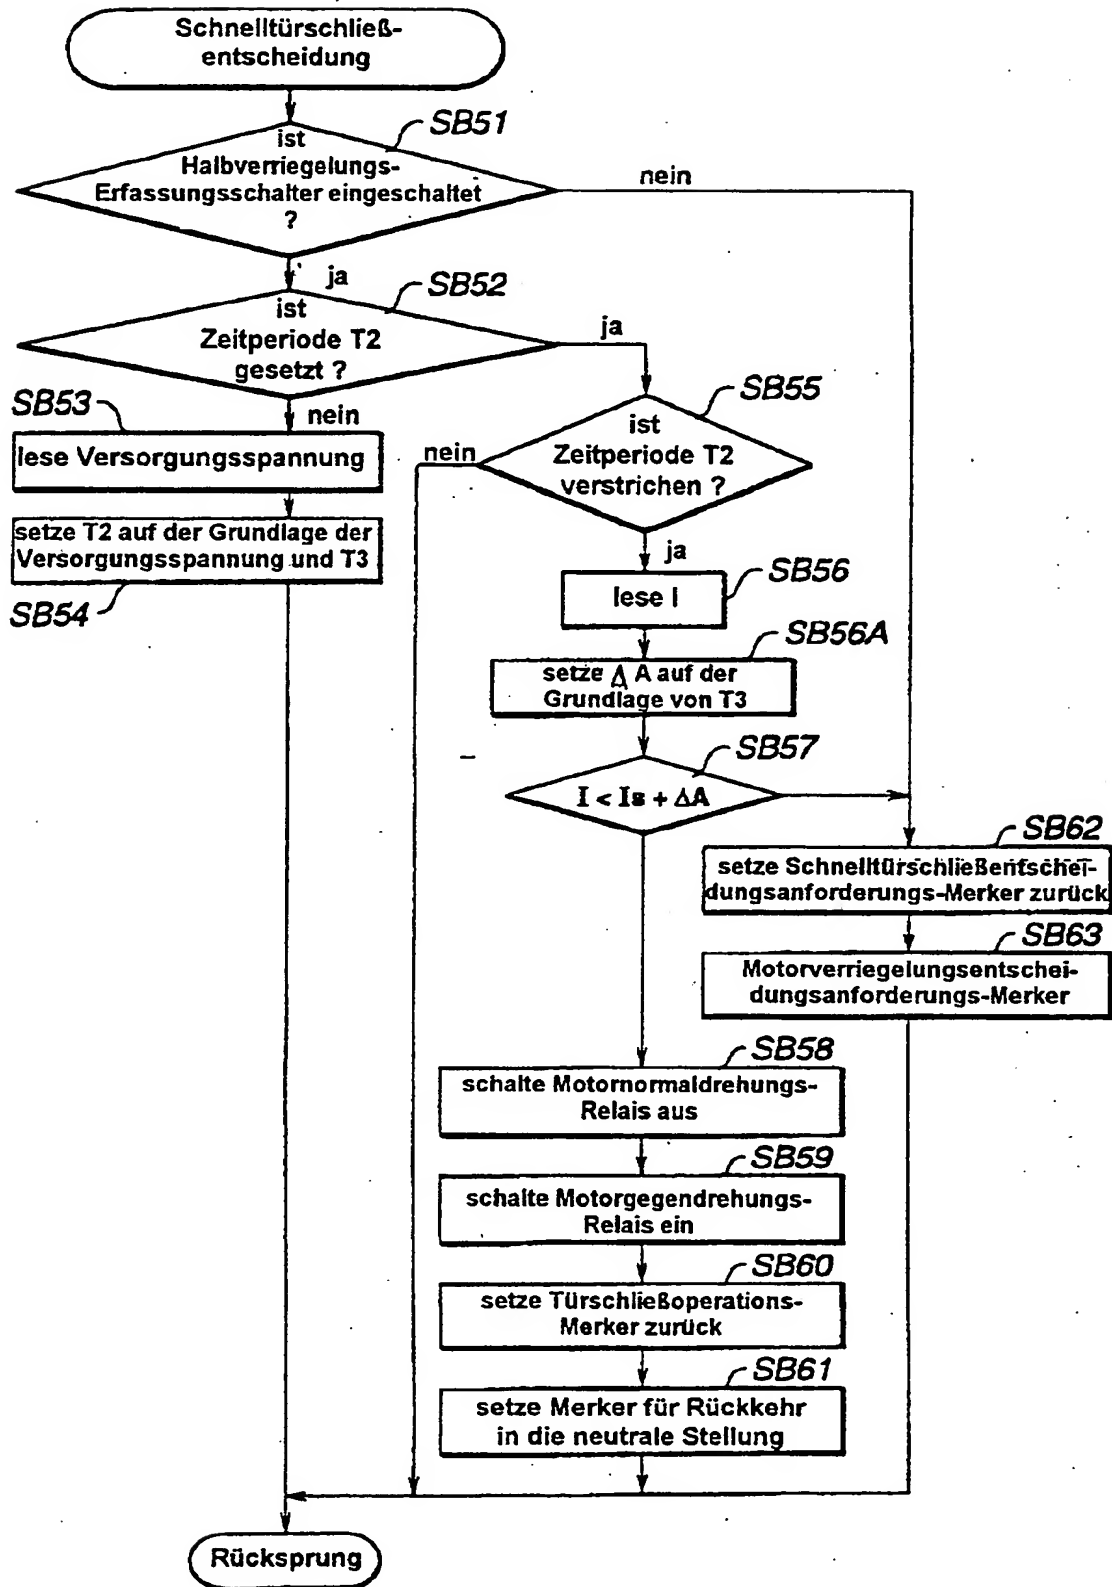 Schnelltürschließ-
entscheidung
SB51
ist
Halbverriegelungs-
Erfassungsschalter eingeschaltet
?
nein
ja
SB52
ist
Zeitperiode T2
gesetzt ?
ja
SB53
nein
lese Versorgungsspannung
SB55
ist
Zeitperiode T2
verstrichen ?
nein
ja
setze T2 auf der Grundlage der
Versorgungsspannung und T3
SB54
SB56
lese I
SB56A
setze Δ A auf der
Grundlage von T3
SB57
I < Is + ΔA
SB62
setze Schnelltürschließentschei-
dungsanforderungs-Merker zurück
SB63
Motorverriegelungsentschei-
dungsanforderungs-Merker
SB58
schalte Motornormaldrehungs-
Relais aus
SB59
schalte Motorgegendrehungs-
Relais ein
SB60
setze Türschließoperations-
Merker zurück
SB61
setze Merker für Rückkehr
in die neutrale Stellung
Rücksprung